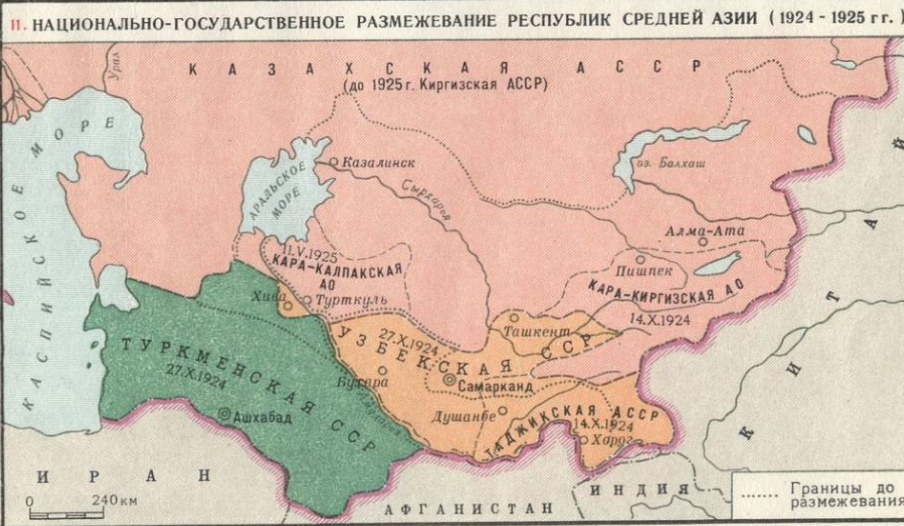 11. НАЦИОНАЛЬНО-ГОСУДАРСТВЕННОЕ РАЗМЕЖЕВАНИЕ РЕСПУБЛИК СРЕДНЕЙ АЗИИ (1924 - 1925 гг.)
КАЗАХСКАЯ АССР
(до 1925 г. Киргизская АССР)
Урал
КАСПИЙСКОЕ МОРЕ
АРАЛЬСКОЕ
МОРЕ
Казалинск
Сырдарья
оз. Балхаш
Алма-Ата
Пишпек
КАРА-КИРГИЗСКАЯ АО
14.X.1924
11.V.1925
КАРА-КАЛПАКСКАЯ
АО
Турткуль
Хива
Ташкент
27.X.1924
УЗБЕКСКАЯ ССР
Бухара
Самарканд
ТУРКМЕНСКАЯ ССР
27.X.1924
Ашхабад
Душанбе
ТАДЖИКСКАЯ АССР
14.X.1924
Харог
КИТАЙ
ИРАН
АФГАНИСТАН
ИНДИЯ
0 240 км
Границы до
размежевания